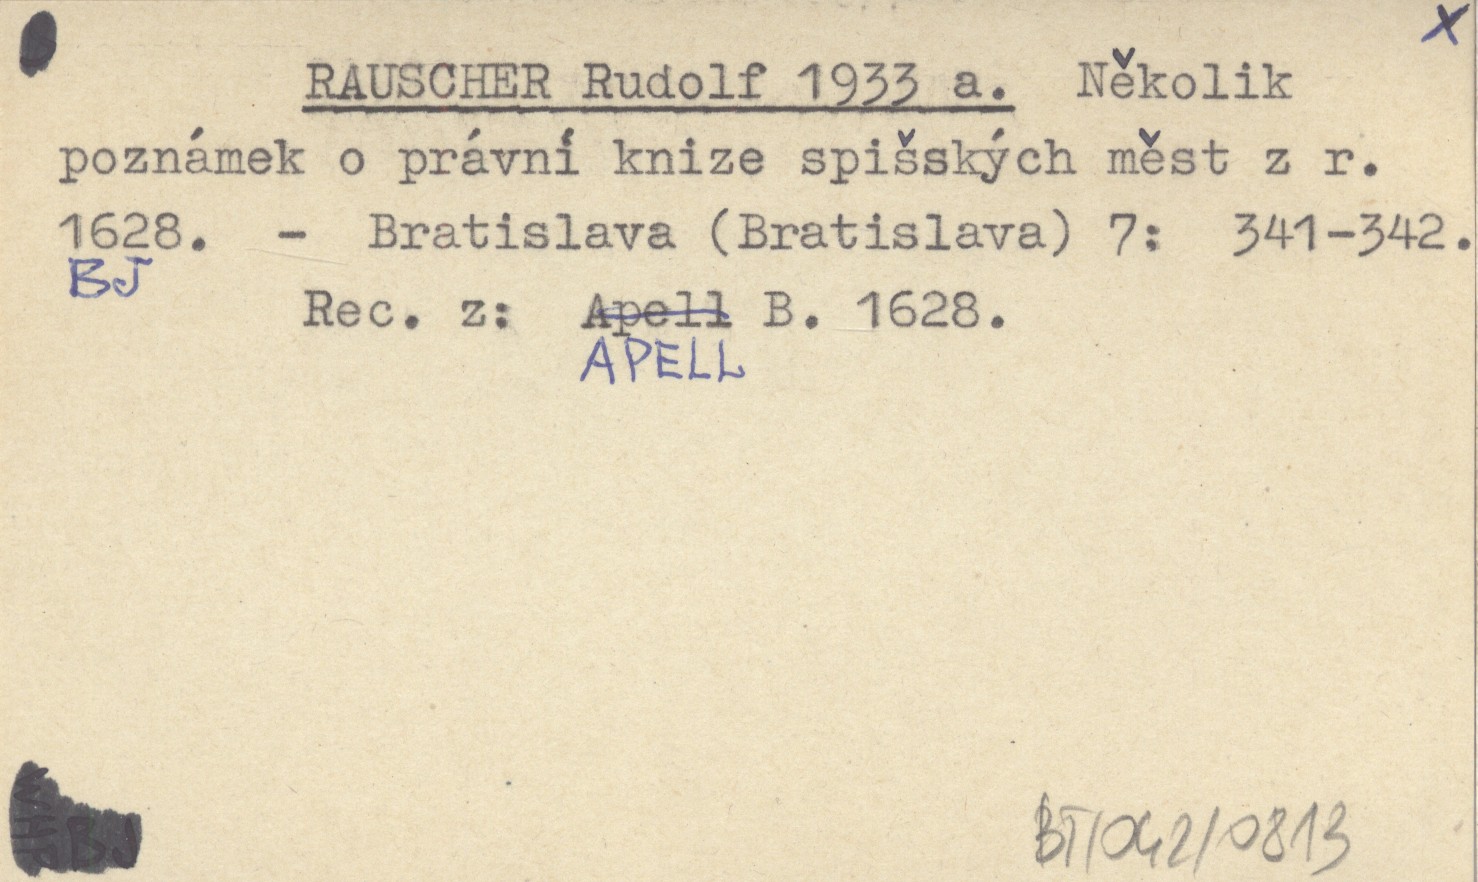 x
RAUSCHER Rudolf 1933 a. Několik
poznámek o právní knize spišských měst z r.
1628. - Bratislava (Bratislava) 7: 341-342.
BJ
Rec. z: Apell B. 1628.
APELL
BJ
BT/042/0813